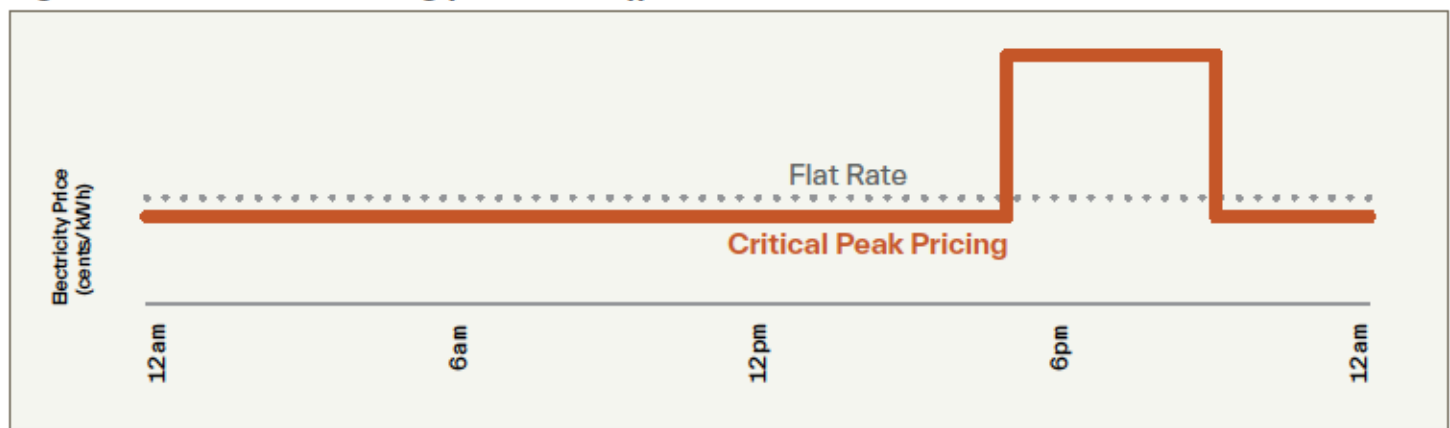 Flat Rate
Critical Peak Pricing
Electricity Price
(cents/kWh)
12am
6am
12pm
6pm
12am